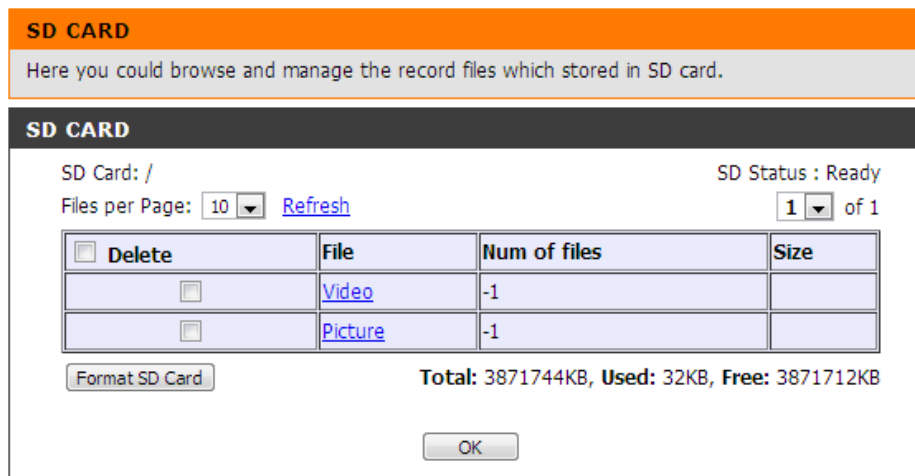 SD CARD
Here you could browse and manage the record files which stored in SD card.
SD CARD
SD Card: / SD Status : Ready
Files per Page: 10 Refresh 1 of 1
Delete File Num of files Size
Video -1
Picture -1
Format SD Card Total: 3871744KB, Used: 32KB, Free: 3871712KB
OK